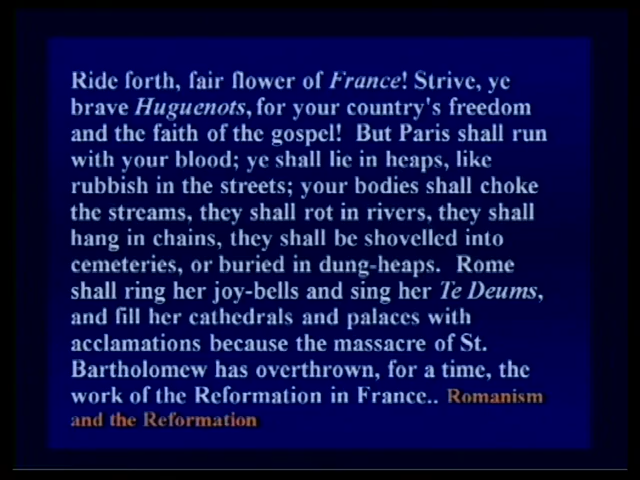 Ride forth, fair flower of France! Strive, ye
brave Huguenots, for your country's freedom
and the faith of the gospel!  But Paris shall run
with your blood; ye shall lie in heaps, like
rubbish in the streets; your bodies shall choke
the streams, they shall rot in rivers, they shall
hang in chains, they shall be shovelled into
cemeteries, or buried in dung-heaps.  Rome
shall ring her joy-bells and sing her Te Deums,
and fill her cathedrals and palaces with
acclamations because the massacre of St.
Bartholomew has overthrown, for a time, the
work of the Reformation in France.. Romanism
and the Reformation